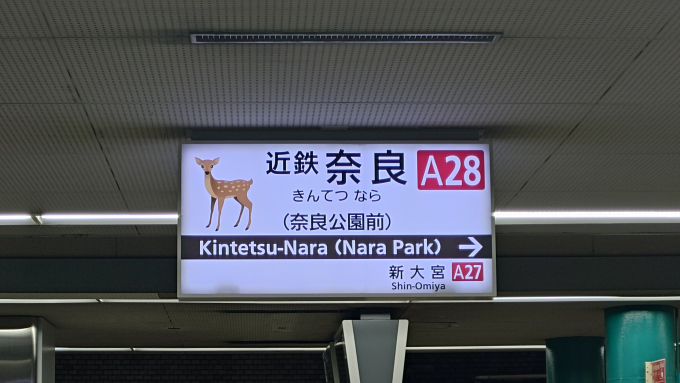 近鉄 奈良 A28
きんてつ なら
(奈良公園前)
Kintetsu-Nara (Nara Park) →
新大宮 A27
Shin-Omiya